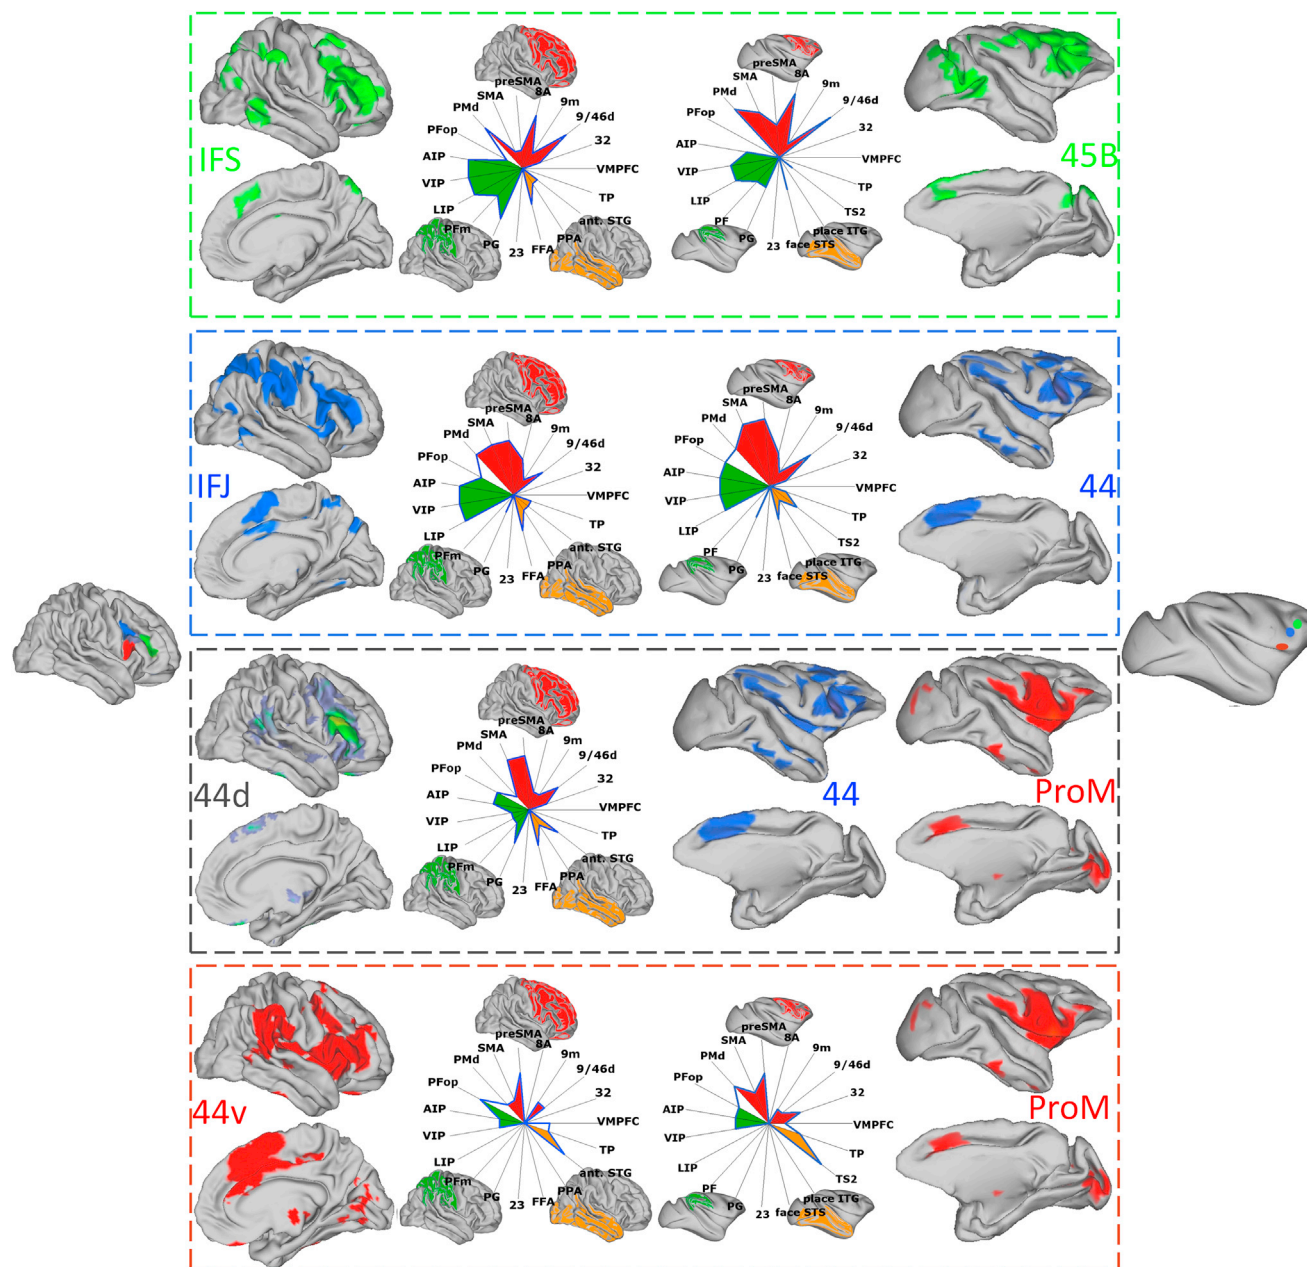 IFS
preSMA
8A
SMA
9m
PMd
9/46d
PFop
32
AIP
VMPFC
VIP
TP
LIP
ant. STG
PFm
PPA
PG
23
FFA
preSMA
8A
SMA
9m
PMd
9/46d
PFop
32
AIP
VMPFC
VIP
TP
LIP
TS2
PF
place ITG
PG
face STS
23
45B
IFJ
preSMA
8A
SMA
9m
PMd
9/46d
PFop
32
AIP
VMPFC
VIP
TP
LIP
ant. STG
PFm
PPA
PG
23
FFA
preSMA
8A
SMA
9m
PMd
9/46d
PFop
32
AIP
VMPFC
VIP
TP
LIP
TS2
PF
place ITG
PG
face STS
23
44
44d
preSMA
8A
SMA
9m
PMd
9/46d
PFop
32
AIP
VMPFC
VIP
TP
LIP
ant. STG
PFm
PPA
PG
23
FFA
44
ProM
44v
preSMA
8A
SMA
9m
PMd
9/46d
PFop
32
AIP
VMPFC
VIP
TP
LIP
ant. STG
PFm
PPA
PG
23
FFA
preSMA
8A
SMA
9m
PMd
9/46d
PFop
32
AIP
VMPFC
VIP
TP
LIP
TS2
PF
place ITG
PG
face STS
23
ProM